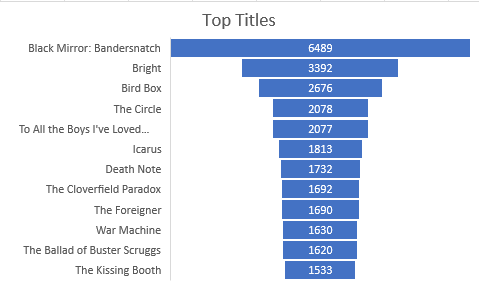 Top Titles
Black Mirror: Bandersnatch 6489
Bright 3392
Bird Box 2676
The Circle 2078
To All the Boys I've Loved... 2077
Icarus 1813
Death Note 1732
The Cloverfield Paradox 1692
The Foreigner 1690
War Machine 1630
The Ballad of Buster Scruggs 1620
The Kissing Booth 1533